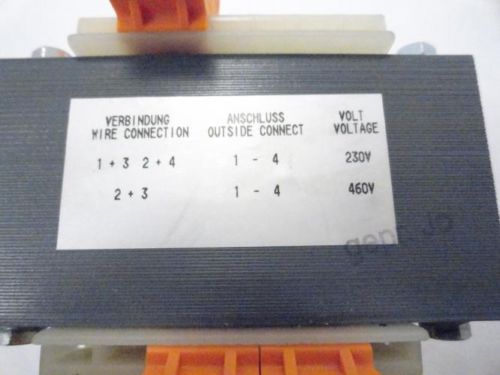 VERBINDUNG ANSCHLUSS VOLT
WIRE CONNECTION OUTSIDE CONNECT VOLTAGE
1 + 3 2 + 4 1 - 4 230V
2 + 3 1 - 4 460V